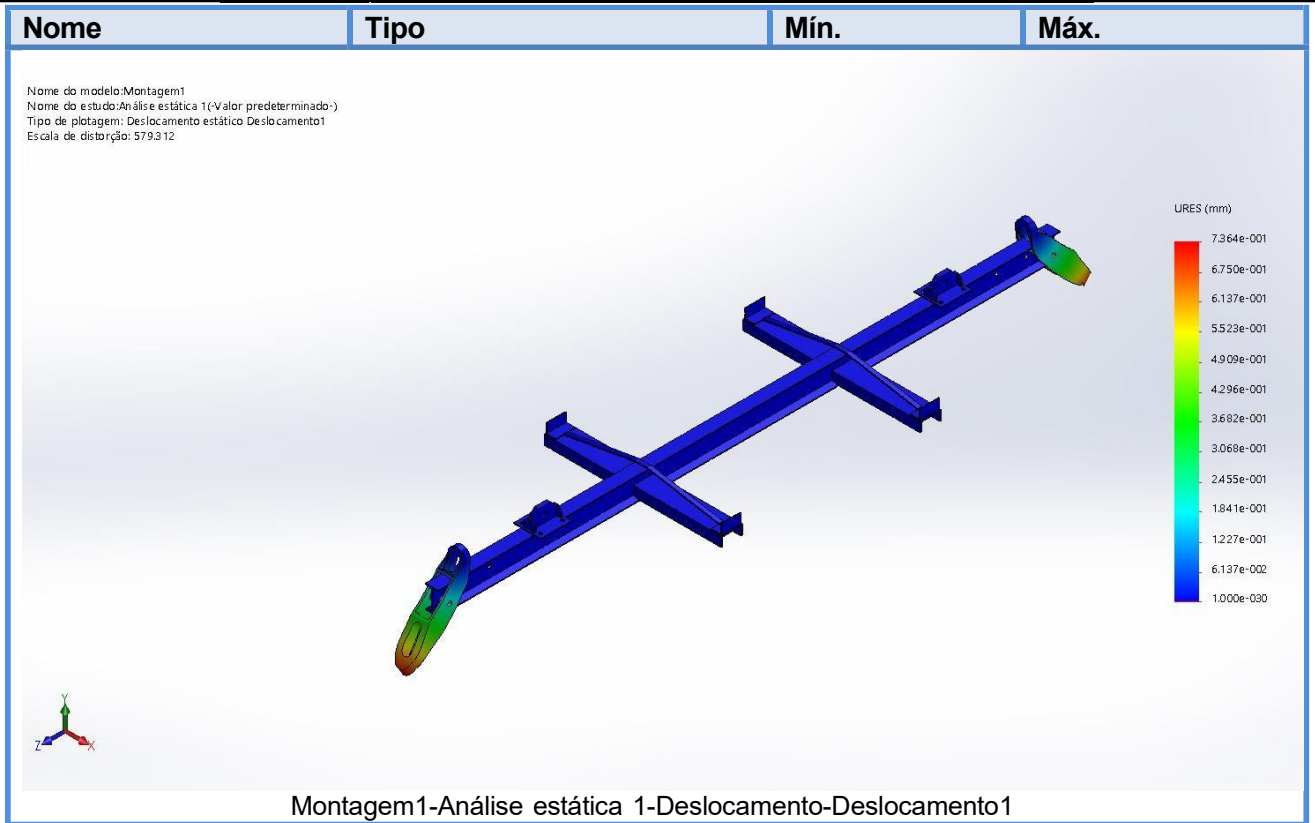 Nome Tipo Mín. Máx.
Nome do modelo:Montagem1
Nome do estudo:Análise estática 1(-Valor predeterminado-)
Tipo de plotagem: Deslocamento estático Deslocamento1
Escala de distorção: 579.312
URES (mm)
7.364e-001
6.750e-001
6.137e-001
5.523e-001
4.909e-001
4.296e-001
3.682e-001
3.068e-001
2.455e-001
1.841e-001
1.227e-001
6.137e-002
1.000e-030
Y
Z X
Montagem1-Análise estática 1-Deslocamento-Deslocamento1